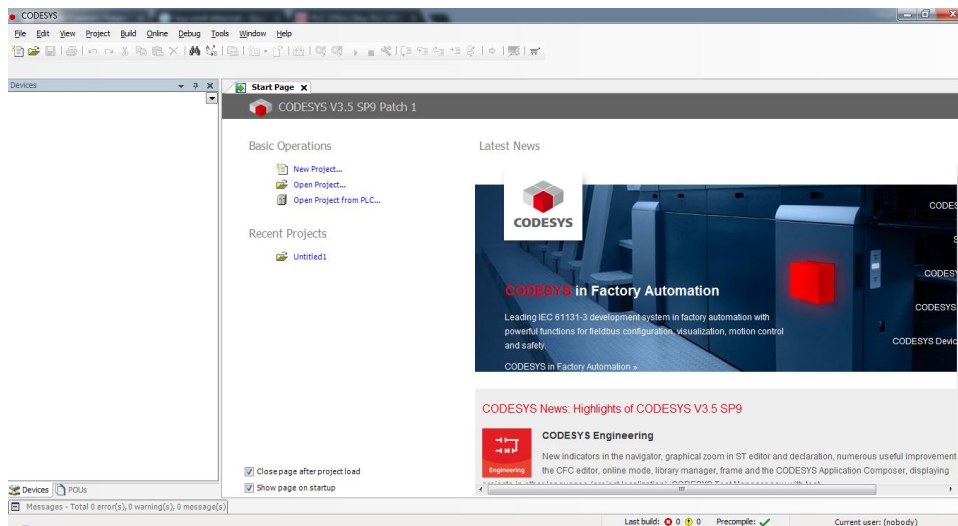 CODESYS
File Edit View Project Build Online Debug Tools Window Help
Devices
Start Page
CODESYS V3.5 SP9 Patch 1
Basic Operations
New Project...
Open Project...
Open Project from PLC...
Recent Projects
Untitled1
Latest News
CODESYS
CODESYS in Factory Automation
Leading IEC 61131-3 development system in factory automation with
powerful functions for fieldbus configuration, visualization, motion control
and safety.
CODESYS in Factory Automation »
CODES
S
CODESY
CODESYS
CODESYS Devic
CODESYS News: Highlights of CODESYS V3.5 SP9
Engineering
CODESYS Engineering
New indicators in the navigator, graphical zoom in ST editor and declaration, numerous useful improvement
the CFC editor, online mode, library manager, frame and the CODESYS Application Composer, displaying
Close page after project load
Show page on startup
Devices POUs
Messages - Total 0 error(s), 0 warning(s), 0 message(s)
Last build: 0 0 Precompile: Current user: (nobody)